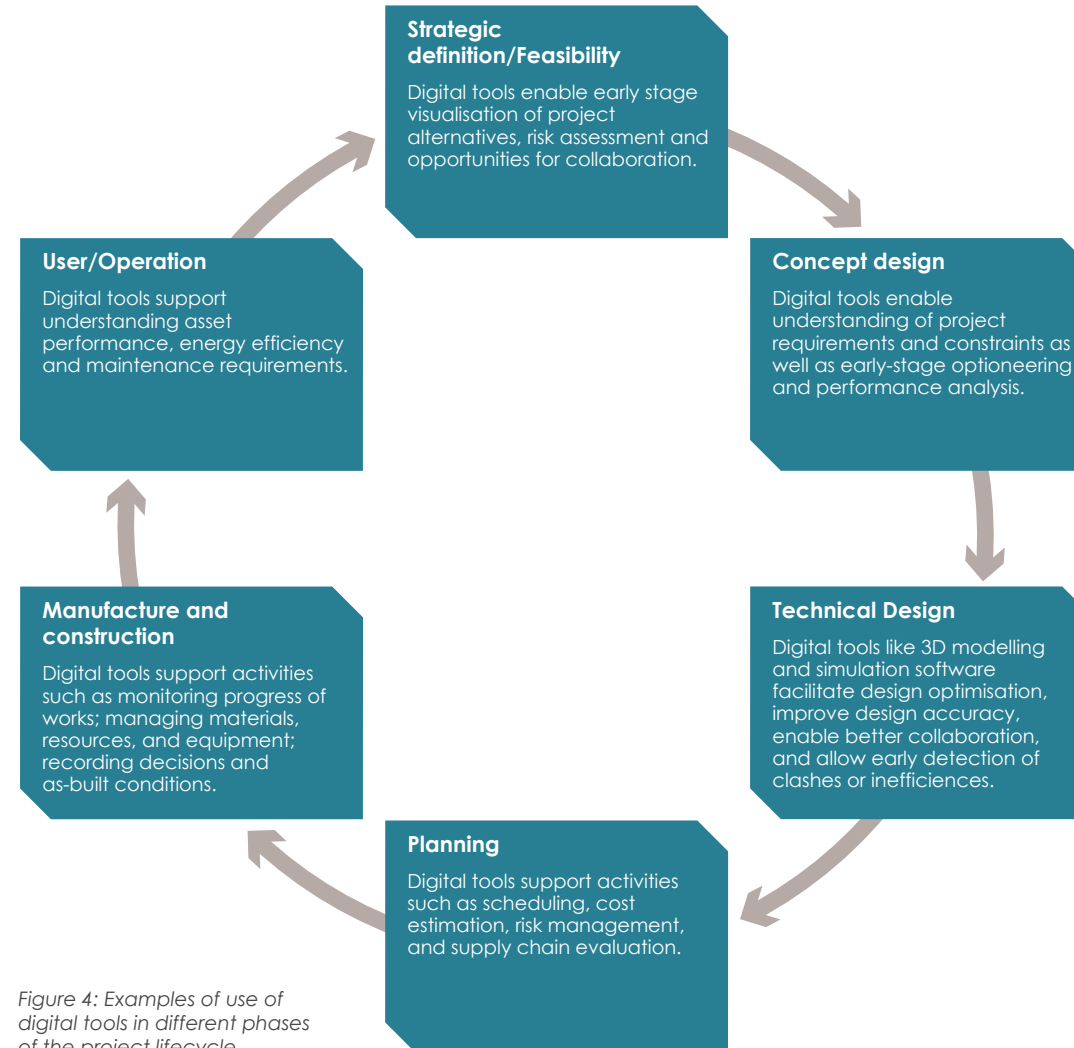 Strategic
definition/Feasibility
Digital tools enable early stage
visualisation of project
alternatives, risk assessment and
opportunities for collaboration.
Concept design
Digital tools enable
understanding of project
requirements and constraints as
well as early-stage optioneering
and performance analysis.
Technical Design
Digital tools like 3D modelling
and simulation software
facilitate design optimisation,
improve design accuracy,
enable better collaboration,
and allow early detection of
clashes or inefficiences.
Planning
Digital tools support activities
such as scheduling, cost
estimation, risk management,
and supply chain evaluation.
Manufacture and
construction
Digital tools support activities
such as monitoring progress of
works; managing materials,
resources, and equipment;
recording decisions and
as-built conditions.
User/Operation
Digital tools support
understanding asset
performance, energy efficiency
and maintenance requirements.
Figure 4: Examples of use of
digital tools in different phases
of the project lifecycle